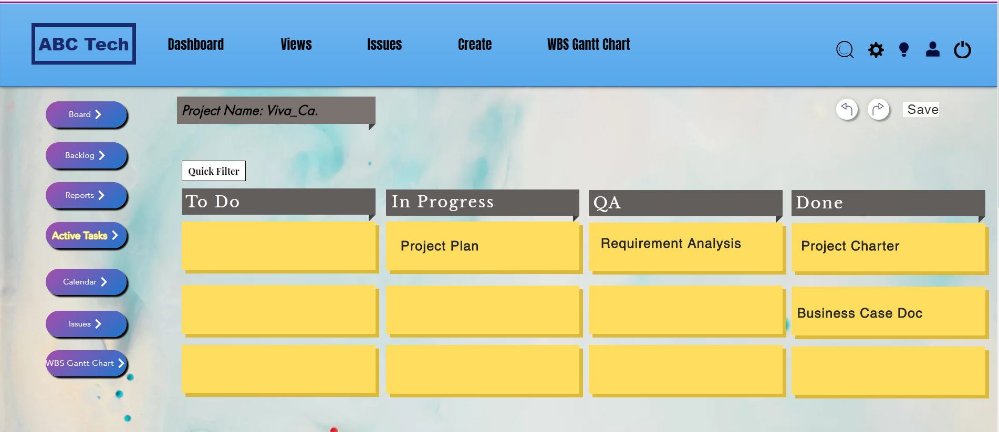 ABC Tech
Dashboard
Views
Issues
Create
WBS Gantt Chart
Board
Backlog
Reports
Active Tasks
Calendar
Issues
WBS Gantt Chart
Project Name: Viva_Ca.
Save
Quick Filter
To Do
In Progress
QA
Done
Project Plan
Requirement Analysis
Project Charter
Business Case Doc